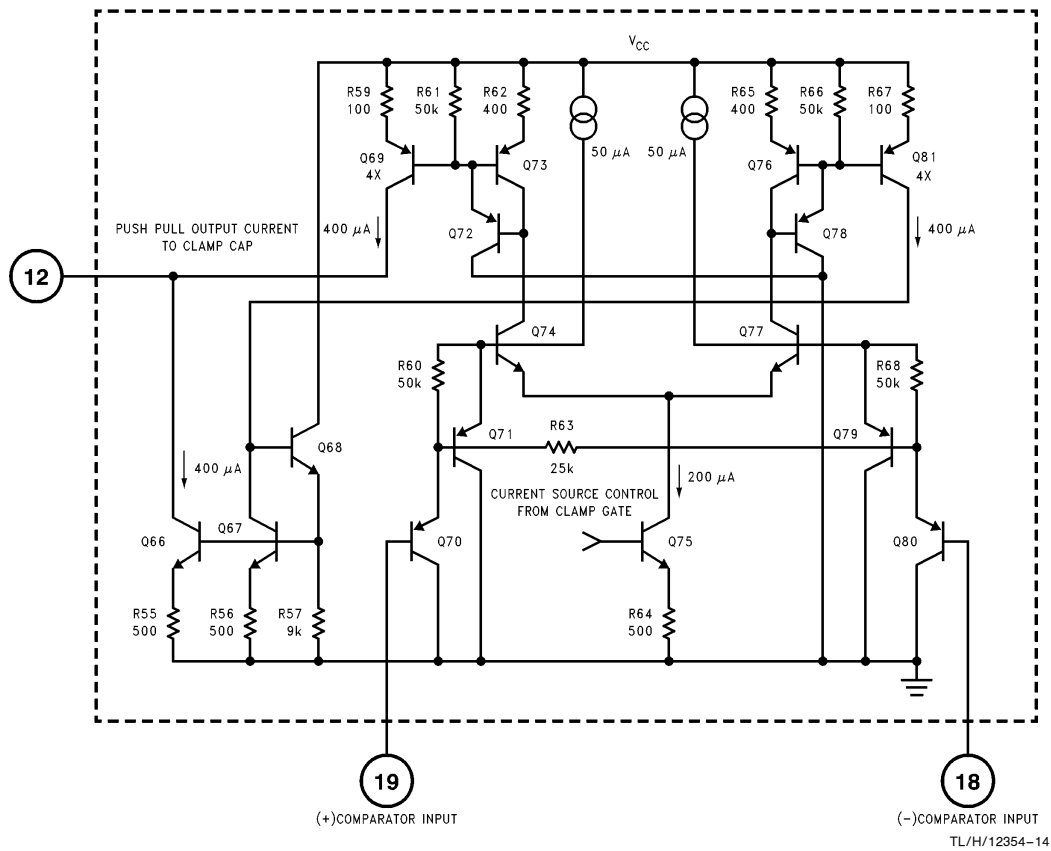 VCC
R59
100
R61
50k
R62
400
R65
400
R66
50k
R67
100
50 μA
50 μA
Q69
4X
Q73
Q76
Q81
4X
PUSH PULL OUTPUT CURRENT
TO CLAMP CAP
400 μA
Q72
Q78
400 μA
12
Q74
Q77
R60
50k
R68
50k
Q68
Q71
R63
25k
Q79
400 μA
CURRENT SOURCE CONTROL
FROM CLAMP GATE
200 μA
Q66
Q67
Q70
Q75
Q80
R55
500
R56
500
R57
9k
R64
500
19
18
(+)COMPARATOR INPUT
(-)COMPARATOR INPUT
TL/H/12354-14